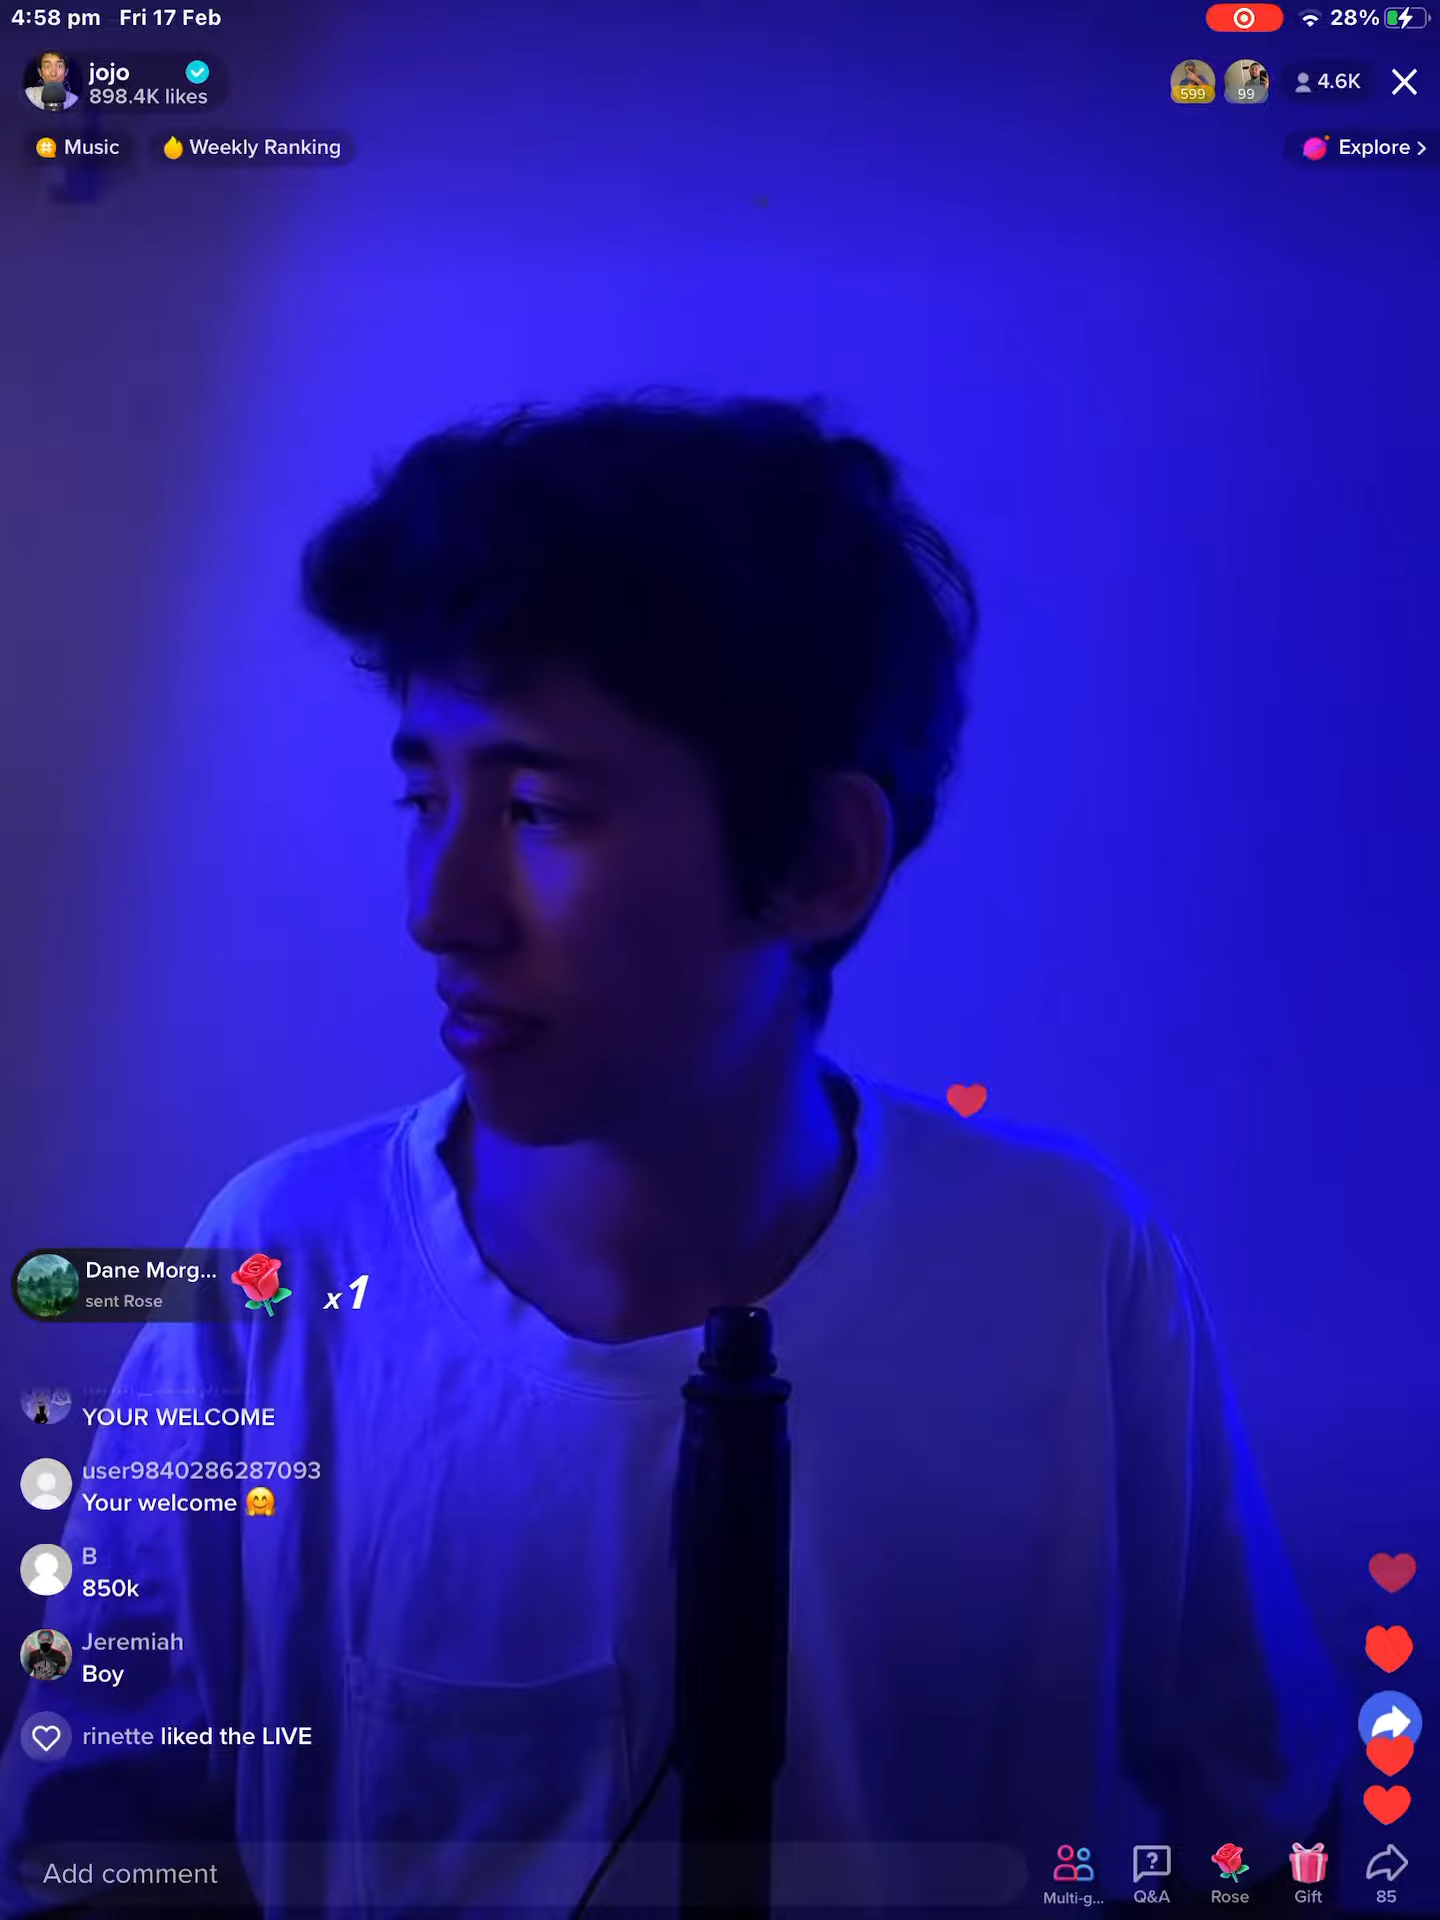 4:58 pm Fri 17 Feb
28%
jojo
898.4K likes
599
99
4.6K
Music
Weekly Ranking
Explore >
Dane Morg...
sent Rose
x1
YOUR WELCOME
user9840286287093
Your welcome 🤗
B
850k
Jeremiah
Boy
rinette liked the LIVE
Add comment
Multi-g...
Q&A
Rose
Gift
85